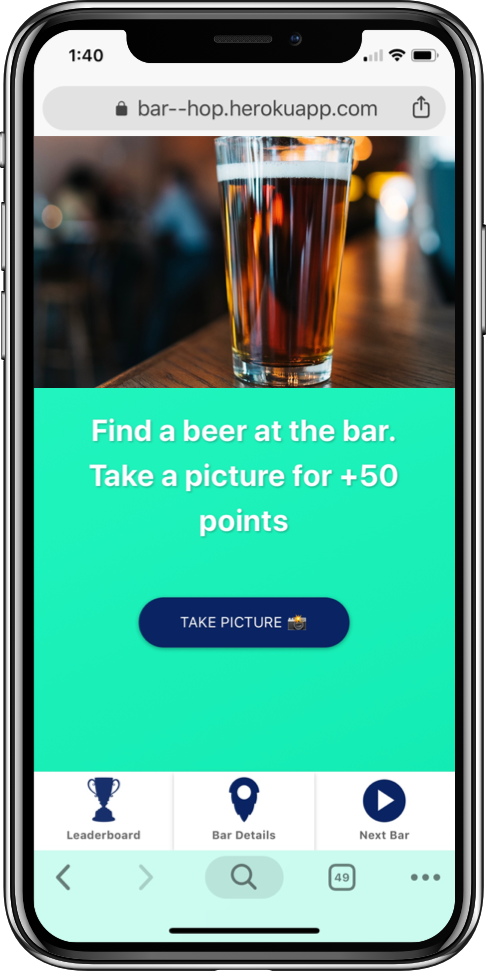 1:40
bar--hop.herokuapp.com
Find a beer at the bar.
Take a picture for +50
points
TAKE PICTURE 📸
Leaderboard
Bar Details
Next Bar
49